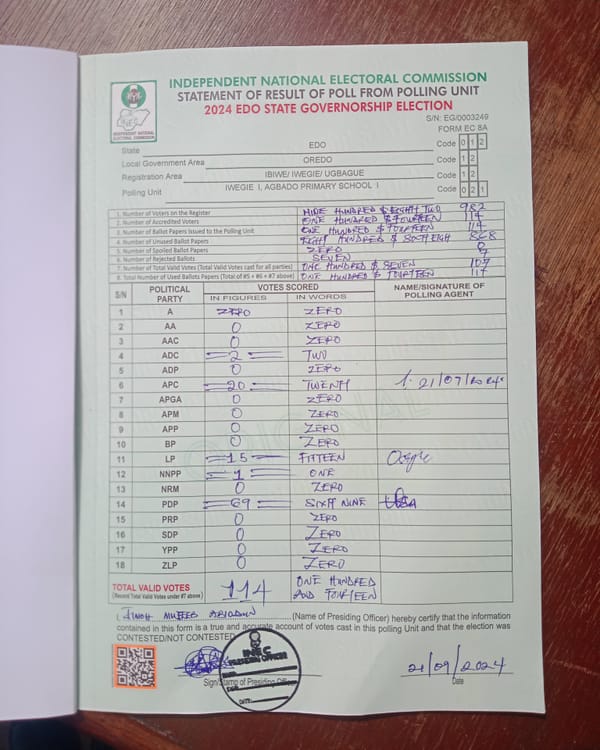 INDEPENDENT NATIONAL ELECTORAL COMMISSION
STATEMENT OF RESULT OF POLL FROM POLLING UNIT
2024 EDO STATE GOVERNORSHIP ELECTION
S/N: EG/0003249
FORM EC 8A
INDEPENDENT NATIONAL ELECTORAL COMMISSION
State EDO Code 0 1 2
Local Government Area OREDO Code 1 2
Registration Area IBIWE/ IWEGIE/ UGBAGUE Code 1 2
Polling Unit IWEGIE I, AGBADO PRIMARY SCHOOL I Code 0 2 1
1. Number of Voters on the Register NINE HUNDRED & EIGHTY TWO 982
2. Number of Accredited Voters ONE HUNDRED & FOURTEEN 114
3. Number of Ballot Papers Issued to the Polling Unit ONE HUNDRED & FOURTEEN 114
4. Number of Unused Ballot Papers EIGHT HUNDRED & 868
5. Number of Spoiled Ballot Papers ZERO 0
6. Number of Rejected Ballots SEVEN 7
7. Number of Total Valid Votes (Total Valid Votes cast for all parties) ONE HUNDRED & SEVEN 107
8. Total Number of Used Ballots Papers (Total of #5 + #6 + #7 above) ONE HUNDRED & FOURTEEN 114
S/N POLITICAL PARTY VOTES SCORED NAME/SIGNATURE OF POLLING AGENT
IN FIGURES IN WORDS
1 A ZERO ZERO
2 AA 0 ZERO
3 AAC 0 ZERO
4 ADC 2 TWO
5 ADP 0 ZERO
6 APC 20 TWENTY
7 APGA 0 ZERO
8 APM 0 ZERO
9 APP 0 ZERO
10 BP 0 ZERO
11 LP 15 FIFTEEN
12 NNPP 1 ONE
13 NRM 0 ZERO
14 PDP 69 SIXTY NINE
15 PRP 0 ZERO
16 SDP 0 ZERO
17 YPP 0 ZERO
18 ZLP 0 ZERO
TOTAL VALID VOTES 114 ONE HUNDRED
(Record Total Valid Votes under #7 above) AND FOURTEEN
I, (Name of Presiding Officer) hereby certify that the information
contained in this form is a true and accurate account of votes cast in this polling Unit and that the election was
CONTESTED/NOT CONTESTED.
INEC
PRESIDING OFFICER
DATE:
21/09/2024
Sign/Stamp of Presiding Officer Date